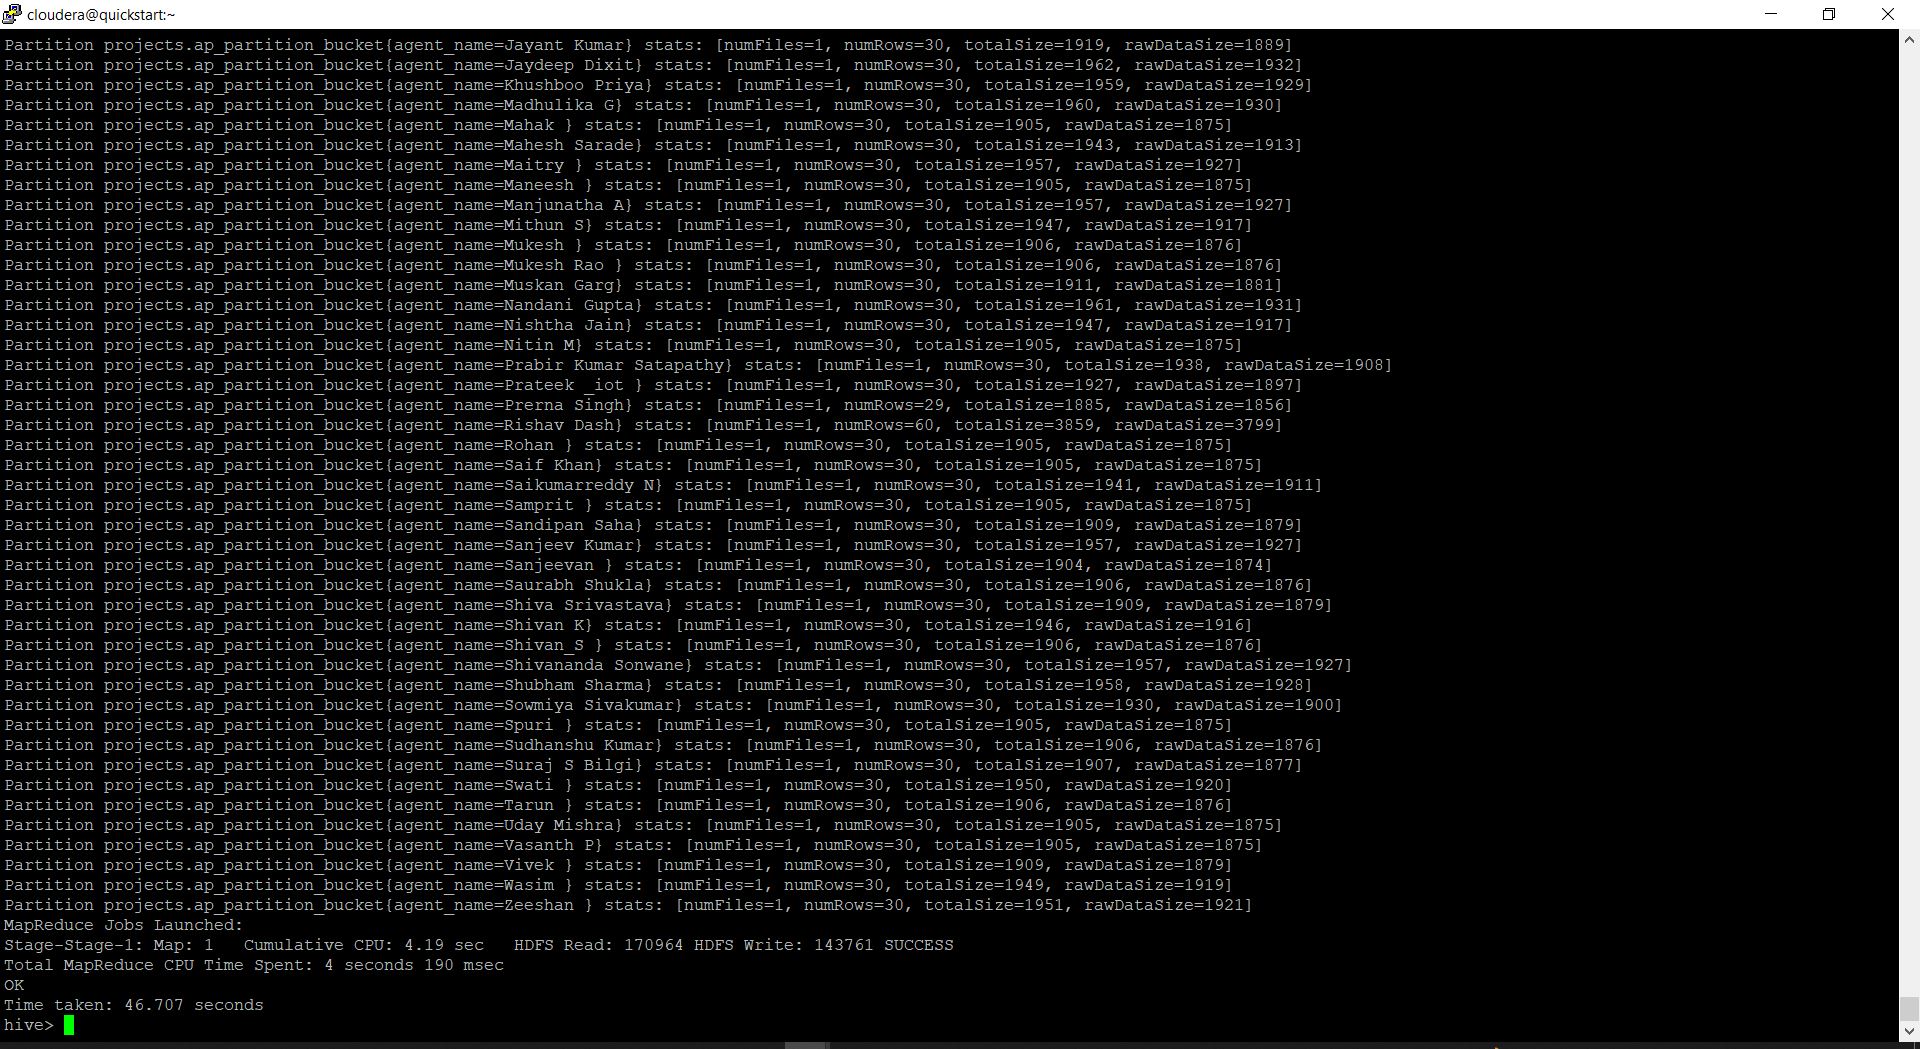 cloudera@quickstart:~
Partition projects.ap_partition_bucket{agent_name=Jayant Kumar} stats: [numFiles=1, numRows=30, totalSize=1919, rawDataSize=1889]
Partition projects.ap_partition_bucket{agent_name=Jaydeep Dixit} stats: [numFiles=1, numRows=30, totalSize=1962, rawDataSize=1932]
Partition projects.ap_partition_bucket{agent_name=Khushboo Priya} stats: [numFiles=1, numRows=30, totalSize=1959, rawDataSize=1929]
Partition projects.ap_partition_bucket{agent_name=Madhulika G} stats: [numFiles=1, numRows=30, totalSize=1960, rawDataSize=1930]
Partition projects.ap_partition_bucket{agent_name=Mahak } stats: [numFiles=1, numRows=30, totalSize=1905, rawDataSize=1875]
Partition projects.ap_partition_bucket{agent_name=Mahesh Sarade} stats: [numFiles=1, numRows=30, totalSize=1943, rawDataSize=1913]
Partition projects.ap_partition_bucket{agent_name=Maitry } stats: [numFiles=1, numRows=30, totalSize=1957, rawDataSize=1927]
Partition projects.ap_partition_bucket{agent_name=Maneesh } stats: [numFiles=1, numRows=30, totalSize=1905, rawDataSize=1875]
Partition projects.ap_partition_bucket{agent_name=Manjunatha A} stats: [numFiles=1, numRows=30, totalSize=1957, rawDataSize=1927]
Partition projects.ap_partition_bucket{agent_name=Mithun S} stats: [numFiles=1, numRows=30, totalSize=1947, rawDataSize=1917]
Partition projects.ap_partition_bucket{agent_name=Mukesh } stats: [numFiles=1, numRows=30, totalSize=1906, rawDataSize=1876]
Partition projects.ap_partition_bucket{agent_name=Mukesh Rao } stats: [numFiles=1, numRows=30, totalSize=1906, rawDataSize=1876]
Partition projects.ap_partition_bucket{agent_name=Muskan Garg} stats: [numFiles=1, numRows=30, totalSize=1911, rawDataSize=1881]
Partition projects.ap_partition_bucket{agent_name=Nandani Gupta} stats: [numFiles=1, numRows=30, totalSize=1961, rawDataSize=1931]
Partition projects.ap_partition_bucket{agent_name=Nishtha Jain} stats: [numFiles=1, numRows=30, totalSize=1947, rawDataSize=1917]
Partition projects.ap_partition_bucket{agent_name=Nitin M} stats: [numFiles=1, numRows=30, totalSize=1905, rawDataSize=1875]
Partition projects.ap_partition_bucket{agent_name=Prabir Kumar Satapathy} stats: [numFiles=1, numRows=30, totalSize=1938, rawDataSize=1908]
Partition projects.ap_partition_bucket{agent_name=Prateek _iot } stats: [numFiles=1, numRows=30, totalSize=1927, rawDataSize=1897]
Partition projects.ap_partition_bucket{agent_name=Prerna Singh} stats: [numFiles=1, numRows=29, totalSize=1885, rawDataSize=1856]
Partition projects.ap_partition_bucket{agent_name=Rishav Dash} stats: [numFiles=1, numRows=60, totalSize=3859, rawDataSize=3799]
Partition projects.ap_partition_bucket{agent_name=Rohan } stats: [numFiles=1, numRows=30, totalSize=1905, rawDataSize=1875]
Partition projects.ap_partition_bucket{agent_name=Saif Khan} stats: [numFiles=1, numRows=30, totalSize=1905, rawDataSize=1875]
Partition projects.ap_partition_bucket{agent_name=Saikumarreddy N} stats: [numFiles=1, numRows=30, totalSize=1941, rawDataSize=1911]
Partition projects.ap_partition_bucket{agent_name=Samprit } stats: [numFiles=1, numRows=30, totalSize=1905, rawDataSize=1875]
Partition projects.ap_partition_bucket{agent_name=Sandipan Saha} stats: [numFiles=1, numRows=30, totalSize=1909, rawDataSize=1879]
Partition projects.ap_partition_bucket{agent_name=Sanjeev Kumar} stats: [numFiles=1, numRows=30, totalSize=1957, rawDataSize=1927]
Partition projects.ap_partition_bucket{agent_name=Sanjeevan } stats: [numFiles=1, numRows=30, totalSize=1904, rawDataSize=1874]
Partition projects.ap_partition_bucket{agent_name=Saurabh Shukla} stats: [numFiles=1, numRows=30, totalSize=1906, rawDataSize=1876]
Partition projects.ap_partition_bucket{agent_name=Shiva Srivastava} stats: [numFiles=1, numRows=30, totalSize=1909, rawDataSize=1879]
Partition projects.ap_partition_bucket{agent_name=Shivan K} stats: [numFiles=1, numRows=30, totalSize=1946, rawDataSize=1916]
Partition projects.ap_partition_bucket{agent_name=Shivan_S } stats: [numFiles=1, numRows=30, totalSize=1906, rawDataSize=1876]
Partition projects.ap_partition_bucket{agent_name=Shivananda Sonwane} stats: [numFiles=1, numRows=30, totalSize=1957, rawDataSize=1927]
Partition projects.ap_partition_bucket{agent_name=Shubham Sharma} stats: [numFiles=1, numRows=30, totalSize=1958, rawDataSize=1928]
Partition projects.ap_partition_bucket{agent_name=Sowmiya Sivakumar} stats: [numFiles=1, numRows=30, totalSize=1930, rawDataSize=1900]
Partition projects.ap_partition_bucket{agent_name=Spuri } stats: [numFiles=1, numRows=30, totalSize=1905, rawDataSize=1875]
Partition projects.ap_partition_bucket{agent_name=Sudhanshu Kumar} stats: [numFiles=1, numRows=30, totalSize=1906, rawDataSize=1876]
Partition projects.ap_partition_bucket{agent_name=Suraj S Bilgi} stats: [numFiles=1, numRows=30, totalSize=1907, rawDataSize=1877]
Partition projects.ap_partition_bucket{agent_name=Swati } stats: [numFiles=1, numRows=30, totalSize=1950, rawDataSize=1920]
Partition projects.ap_partition_bucket{agent_name=Tarun } stats: [numFiles=1, numRows=30, totalSize=1906, rawDataSize=1876]
Partition projects.ap_partition_bucket{agent_name=Uday Mishra} stats: [numFiles=1, numRows=30, totalSize=1905, rawDataSize=1875]
Partition projects.ap_partition_bucket{agent_name=Vasanth P} stats: [numFiles=1, numRows=30, totalSize=1905, rawDataSize=1875]
Partition projects.ap_partition_bucket{agent_name=Vivek } stats: [numFiles=1, numRows=30, totalSize=1909, rawDataSize=1879]
Partition projects.ap_partition_bucket{agent_name=Wasim } stats: [numFiles=1, numRows=30, totalSize=1949, rawDataSize=1919]
Partition projects.ap_partition_bucket{agent_name=Zeeshan } stats: [numFiles=1, numRows=30, totalSize=1951, rawDataSize=1921]
MapReduce Jobs Launched:
Stage-Stage-1: Map: 1   Cumulative CPU: 4.19 sec   HDFS Read: 170964 HDFS Write: 143761 SUCCESS
Total MapReduce CPU Time Spent: 4 seconds 190 msec
OK
Time taken: 46.707 seconds
hive>